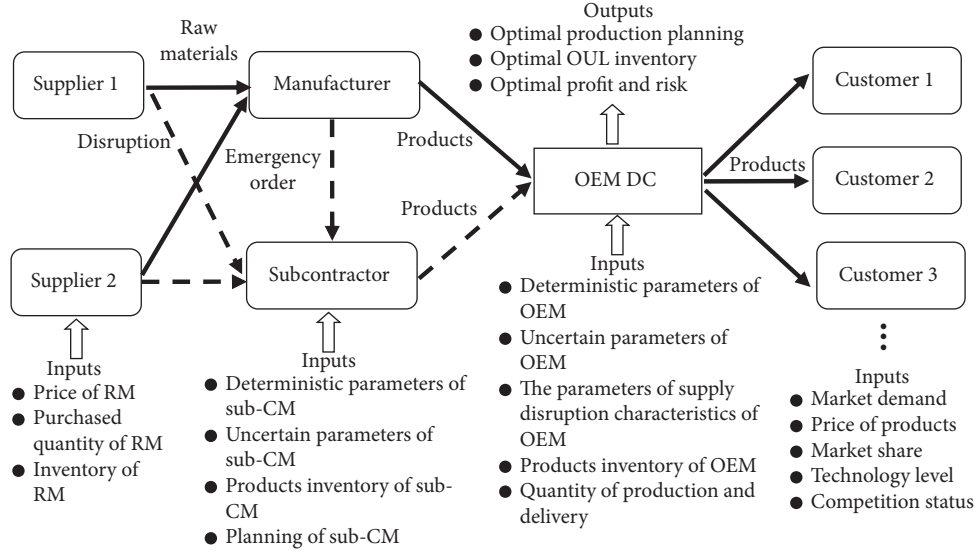 Outputs
● Optimal production planning
● Optimal OUL inventory
● Optimal profit and risk
Raw
materials
Supplier 1
Manufacturer
Customer 1
Disruption
Emergency
order
Products
Products
OEM DC
Products
Customer 2
Supplier 2
Subcontractor
Customer 3
Inputs
● Price of RM
● Purchased
quantity of RM
● Inventory of
RM
Inputs
● Deterministic parameters of
sub-CM
● Uncertain parameters of
sub-CM
● Products inventory of sub-
CM
● Planning of sub-CM
Inputs
● Deterministic parameters of
OEM
● Uncertain parameters of
OEM
● The parameters of supply
disruption characteristics of
OEM
● Products inventory of OEM
● Quantity of production and
delivery
Inputs
● Market demand
● Price of products
● Market share
● Technology level
● Competition status